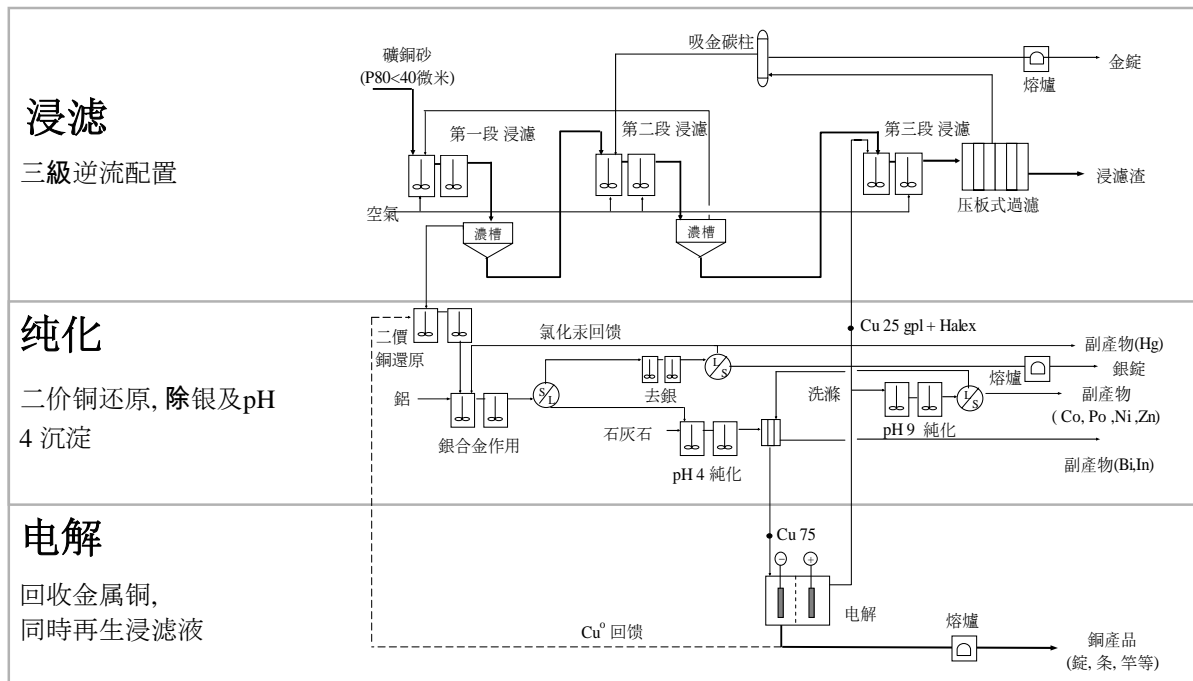 吸金碳柱
礦銅砂
(P80<40微米)
熔爐
金錠
浸滤
三級逆流配置
第一段 浸濾
第二段 浸濾
第三段 浸濾
浸濾渣
空氣
压板式過濾
濃槽
濃槽
纯化
二价铜还原, 除银及pH
4 沉淀
二價
銅還原
氯化汞回馈
Cu 25 gpl + Halex
副產物(Hg)
鋁
S/L
去銀
L/S
洗滌
熔爐
銀錠
L/S
副產物
( Co, Po ,Ni ,Zn)
銀合金作用
石灰石
pH 4 純化
pH 9 純化
副產物(Bi,In)
电解
回收金属铜,
同時再生浸滤液
Cu 75
− +
电解
Cuº 回馈
熔爐
銅產品
(錠, 条, 竿等)